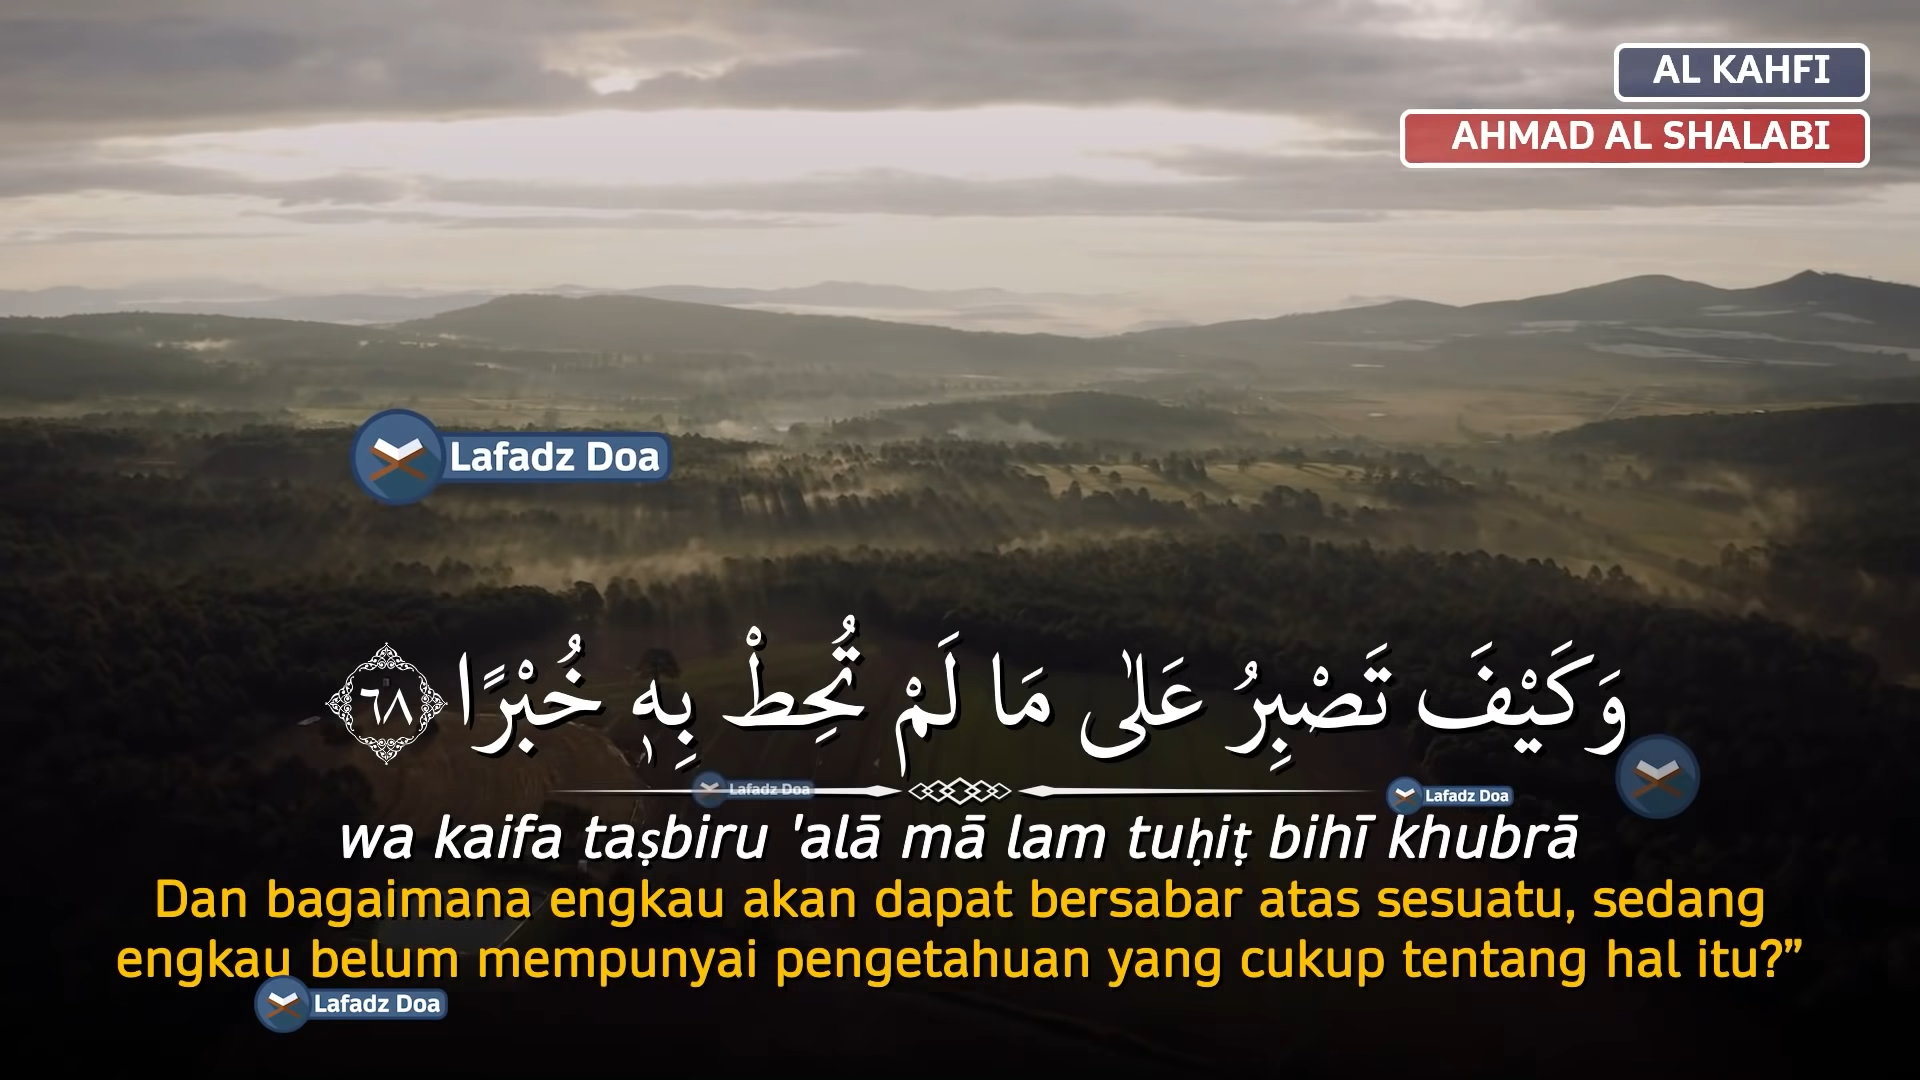 AL KAHFI
AHMAD AL SHALABI
Lafadz Doa
وَكَيْفَ تَصْبِرُ عَلٰى مَا لَمْ تُحِطْ بِهٖ خُبْرًا ٦٨
Lafadz Doa
Lafadz Doa
wa kaifa taṣbiru 'alā mā lam tuḥiṭ bihī khubrā
Dan bagaimana engkau akan dapat bersabar atas sesuatu, sedang
engkau belum mempunyai pengetahuan yang cukup tentang hal itu?”
Lafadz Doa